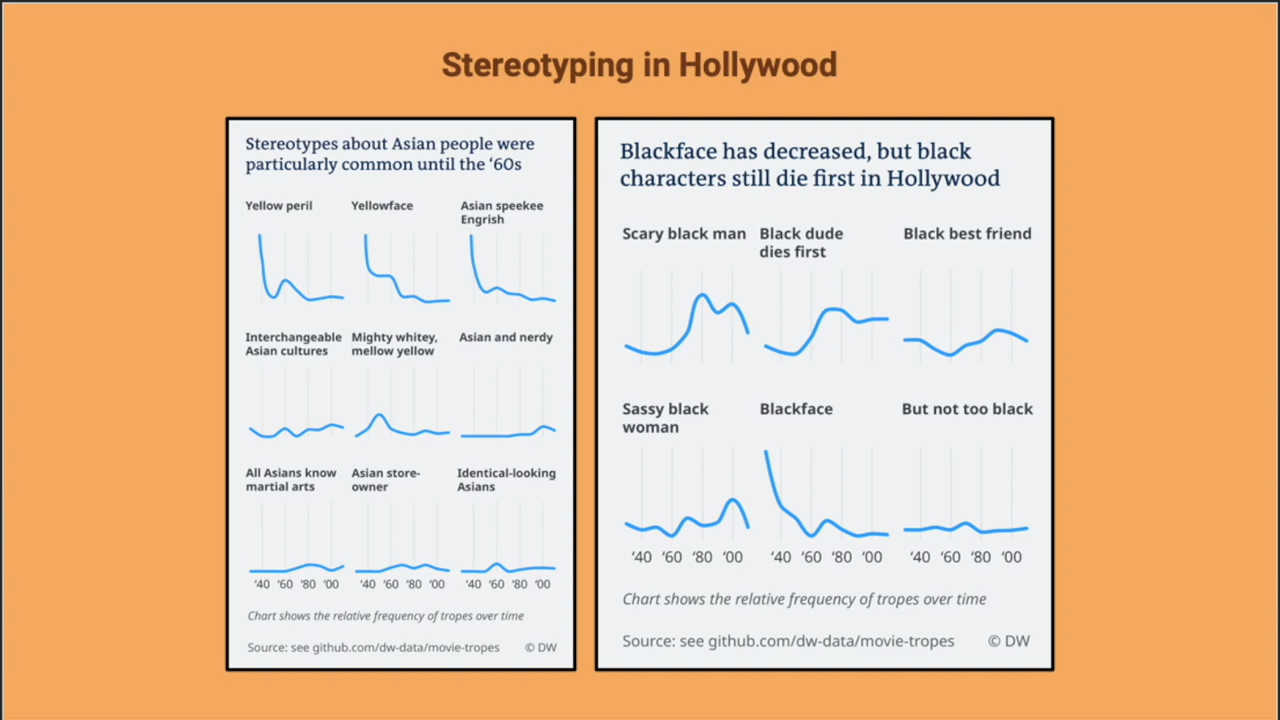 Stereotyping in Hollywood
Stereotypes about Asian people were
particularly common until the ‘60s
Yellow peril
Yellowface
Asian speekee
Engrish
Interchangeable
Asian cultures
Mighty whitey,
mellow yellow
Asian and nerdy
All Asians know
martial arts
Asian store-
owner
Identical-looking
Asians
‘40 ‘60 ‘80 ‘00 ‘40 ‘60 ‘80 ‘00 ‘40 ‘60 ‘80 ‘00
Chart shows the relative frequency of tropes over time
Source: see github.com/dw-data/movie-tropes © DW
Blackface has decreased, but black
characters still die first in Hollywood
Scary black man
Black dude
dies first
Black best friend
Sassy black
woman
Blackface
But not too black
‘40 ‘60 ‘80 ‘00 ‘40 ‘60 ‘80 ‘00 ‘40 ‘60 ‘80 ‘00
Chart shows the relative frequency of tropes over time
Source: see github.com/dw-data/movie-tropes © DW